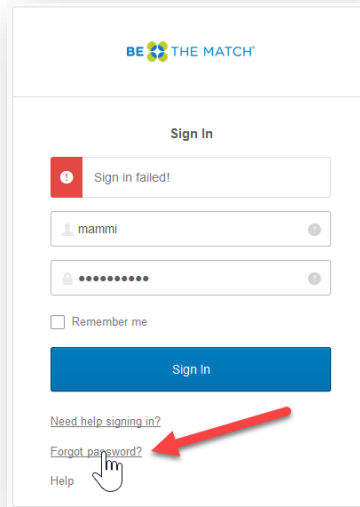 BE THE MATCH®
Sign In
Sign in failed!
mammi
••••••••••
Remember me
Sign In
Need help signing in?
Forgot password?
Help